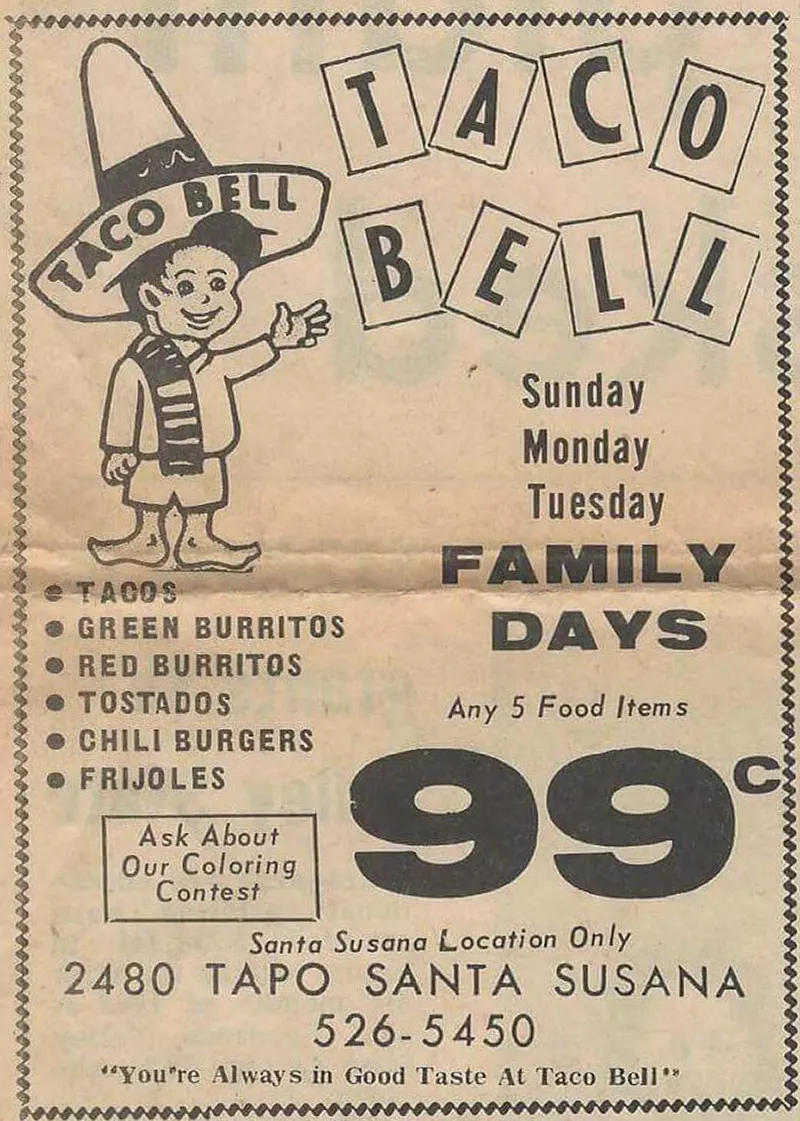 TACO BELL
TACO
BELL
Sunday
Monday
Tuesday
FAMILY
DAYS
• TACOS
• GREEN BURRITOS
• RED BURRITOS
• TOSTADOS
• CHILI BURGERS
• FRIJOLES
Any 5 Food Items
99c
Ask About
Our Coloring
Contest
Santa Susana Location Only
2480 TAPO SANTA SUSANA
526-5450
"You're Always in Good Taste At Taco Bell"